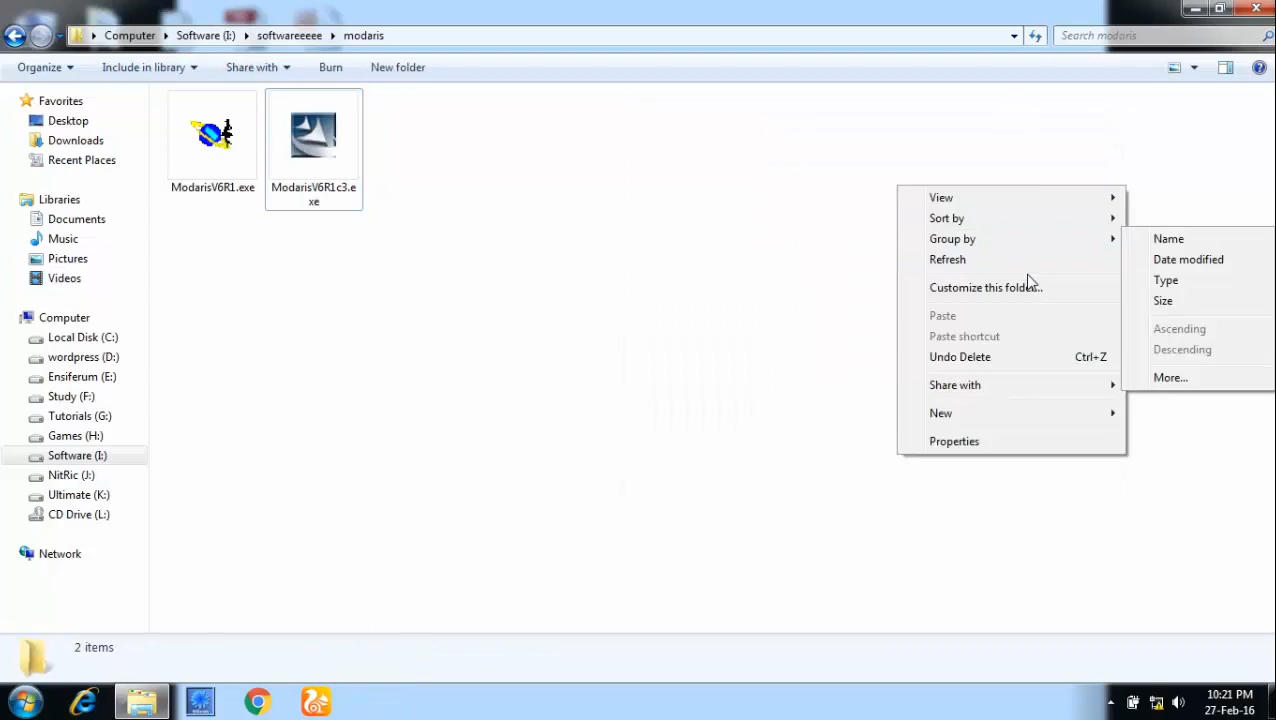 Computer
Software (I:)
softwareeeee
modaris
Search modaris
Organize
Include in library
Share with
Burn
New folder
Favorites
Desktop
Downloads
Recent Places
Libraries
Documents
Music
Pictures
Videos
Computer
Local Disk (C:)
wordpress (D:)
Ensiferum (E:)
Study (F:)
Tutorials (G:)
Games (H:)
Software (I:)
NitRic (J:)
Ultimate (K:)
CD Drive (L:)
Network
ModarisV6R1.exe
ModarisV6R1c3.e
xe
View
Sort by
Group by
Refresh
Customize this folder...
Paste
Paste shortcut
Undo Delete Ctrl+Z
Share with
New
Properties
Name
Date modified
Type
Size
Ascending
Descending
More...
2 items
10:21 PM
27-Feb-16